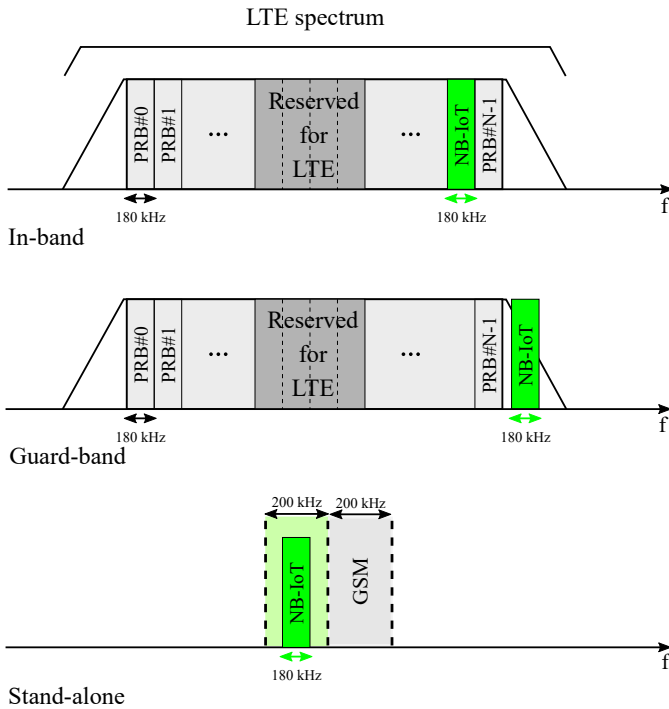 LTE spectrum
PRB#0
PRB#1
...
Reserved
for
LTE
...
NB-IoT
PRB#N-1
180 kHz
180 kHz
f
In-band
PRB#0
PRB#1
...
Reserved
for
LTE
...
PRB#N-1
NB-IoT
180 kHz
180 kHz
f
Guard-band
200 kHz
200 kHz
NB-IoT
GSM
f
180 kHz
Stand-alone